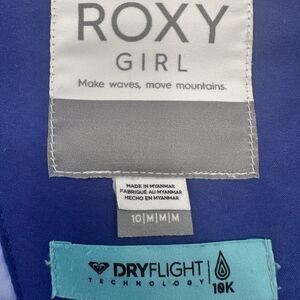 ROXY
GIRL
Make waves, move mountains.
MADE IN MYANMAR
FABRIQUÉ AU MYANMAR
HECHO EN MYANMAR
10|M|M|M
DRYFLIGHT
TECHNOLOGY
10K